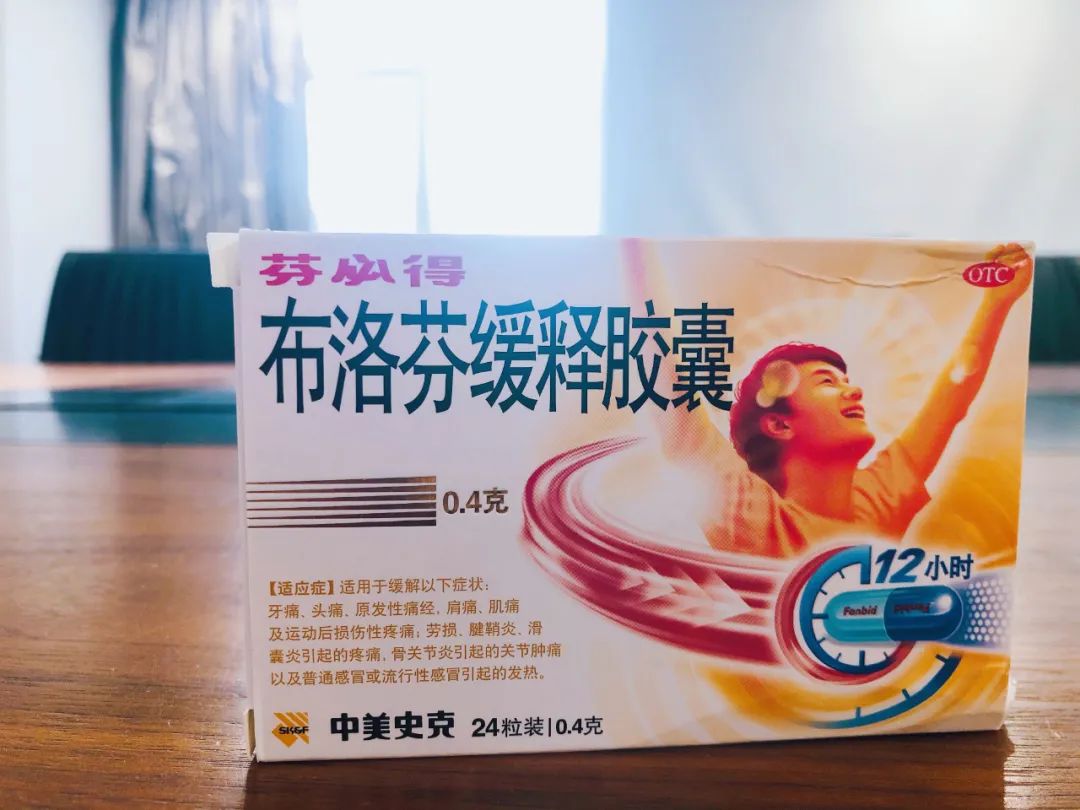 芬必得
OTC
布洛芬缓释胶囊
0.4克
12小时
Fenbid
Fenbid
【适应症】适用于缓解以下症状：
牙痛、头痛、原发性痛经，肩痛、肌痛
及运动后损伤性疼痛；劳损、腱鞘炎、滑
囊炎引起的疼痛，骨关节炎引起的关节肿痛
以及普通感冒或流行性感冒引起的发热。
SK&F
中美史克 24粒装|0.4克